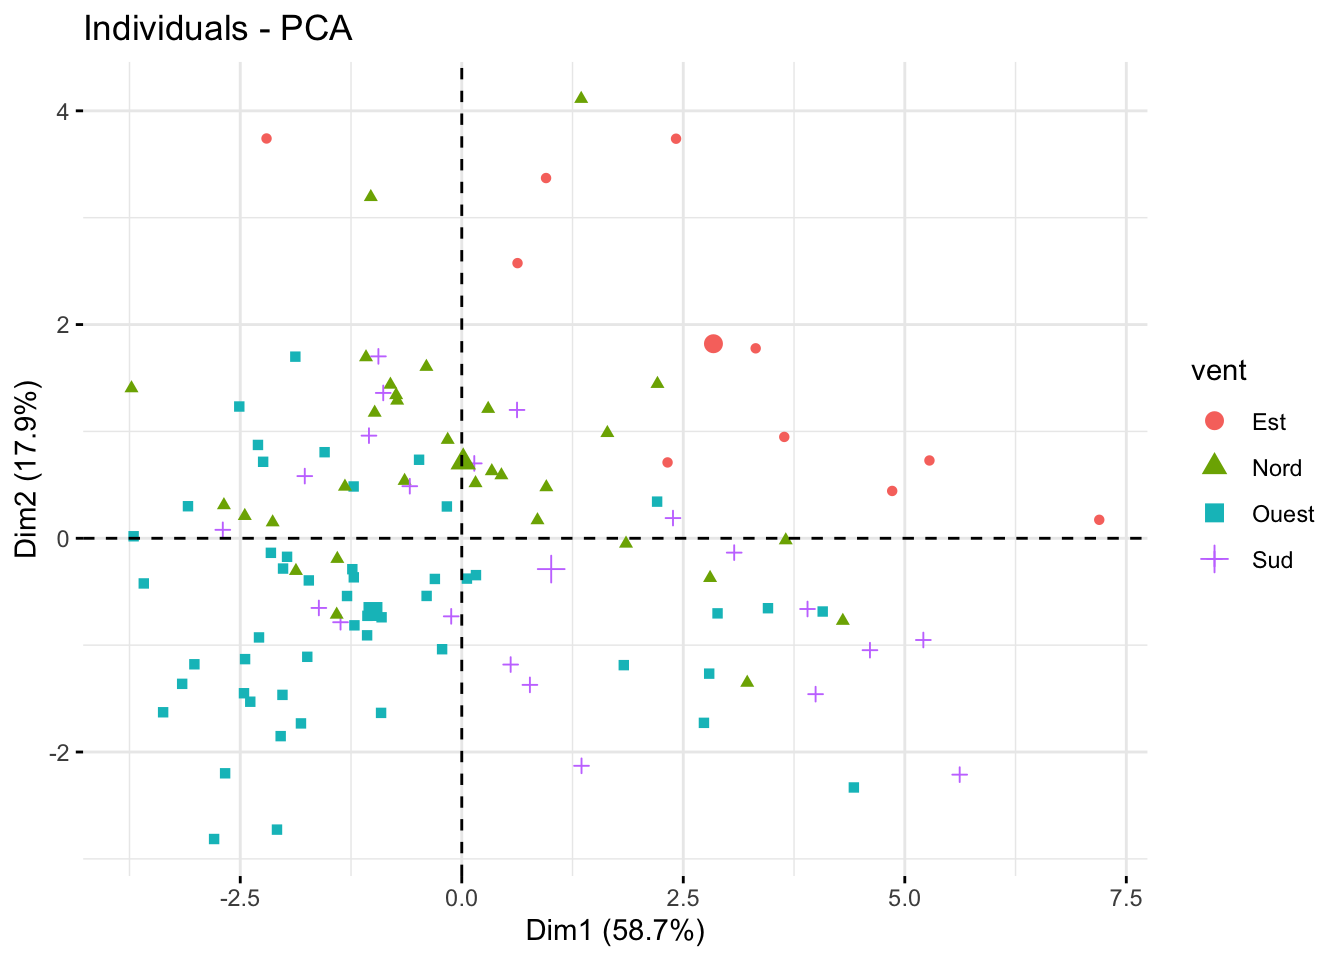 Individuals - PCA
4
2
0
-2
Dim2 (17.9%)
-2.5
0.0
2.5
5.0
7.5
Dim1 (58.7%)
vent
Est
Nord
Ouest
Sud